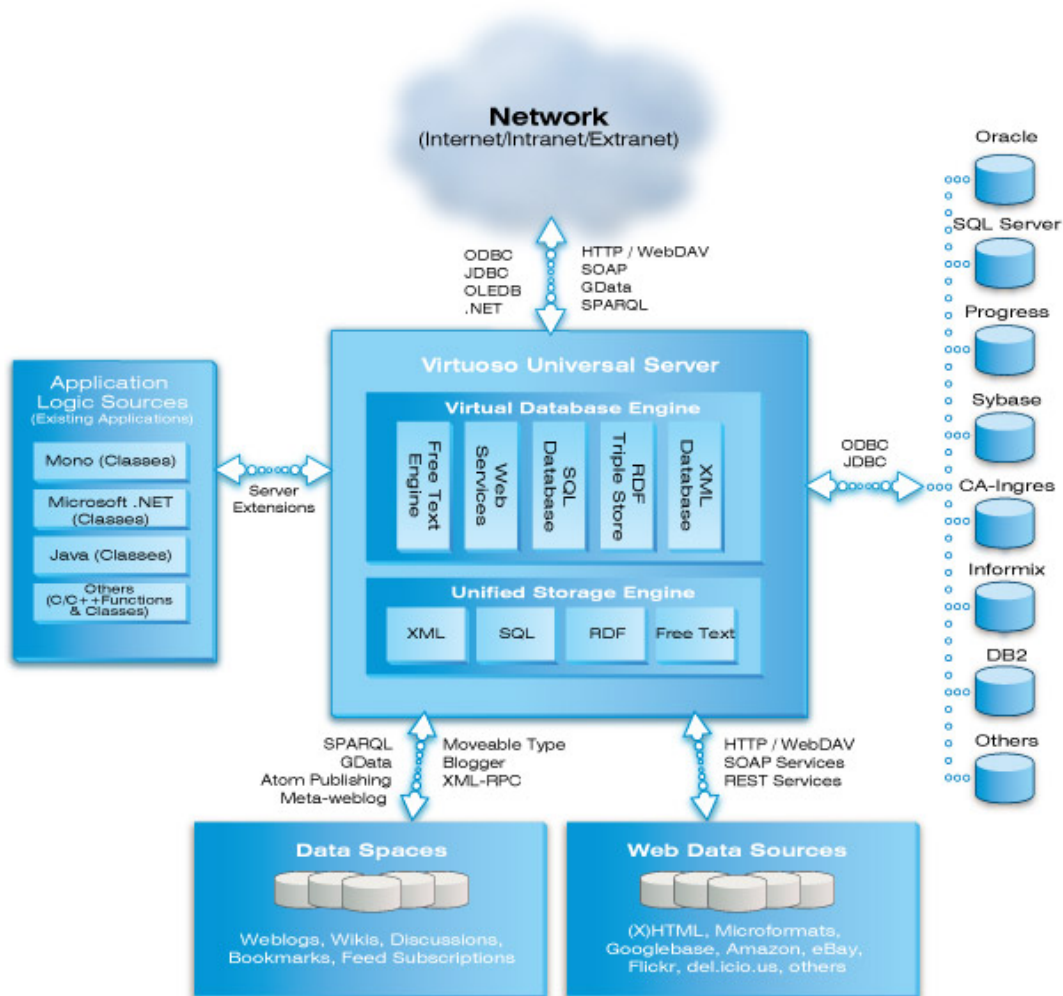 Network
(Internet/Intranet/Extranet)
ODBC
JDBC
OLEDB
.NET
HTTP / WebDAV
SOAP
GData
SPARQL
Application
Logic Sources
(Existing Applications)
Mono (Classes)
Microsoft .NET
(Classes)
Java (Classes)
Others
(C/C++Functions
& Classes)
Server
Extensions
Virtuoso Universal Server
Virtual Database Engine
Free Text
Engine
Web
Services
SQL
Database
RDF
Triple Store
XML
Database
Unified Storage Engine
XML
SQL
RDF
Free Text
ODBC
JDBC
Oracle
SQL Server
Progress
Sybase
CA-Ingres
Informix
DB2
Others
SPARQL
GData
Atom Publishing
Meta-weblog
Moveable Type
Blogger
XML-RPC
HTTP / WebDAV
SOAP Services
REST Services
Data Spaces
Weblogs, Wikis, Discussions,
Bookmarks, Feed Subscriptions
Web Data Sources
(X)HTML, Microformats,
Googlebase, Amazon, eBay,
Flickr, del.icio.us, others